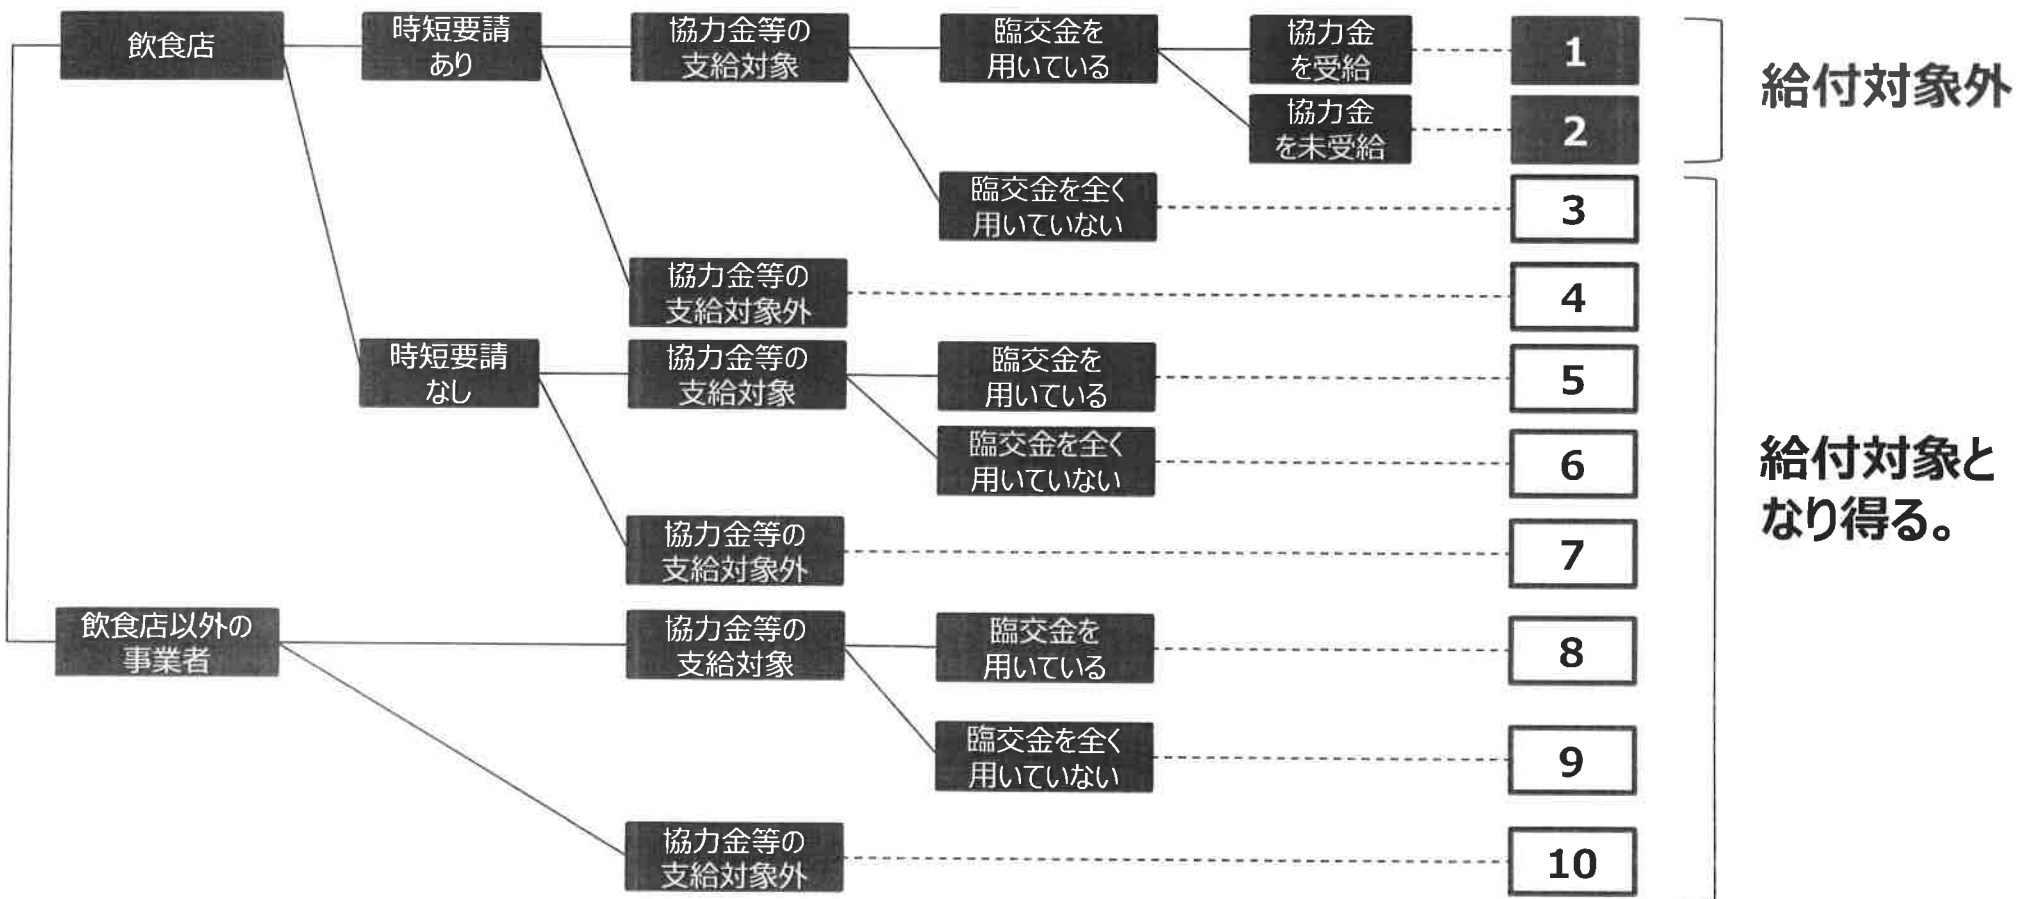 飲食店
時短要請
あり
協力金等の
支給対象
臨交金を
用いている
協力金
を受給
1
協力金
を未受給
2
給付対象外
臨交金を全く
用いていない
3
協力金等の
支給対象外
4
時短要請
なし
協力金等の
支給対象
臨交金を
用いている
5
臨交金を全く
用いていない
6
協力金等の
支給対象外
7
給付対象と
なり得る。
飲食店以外の
事業者
協力金等の
支給対象
臨交金を
用いている
8
臨交金を全く
用いていない
9
協力金等の
支給対象外
10